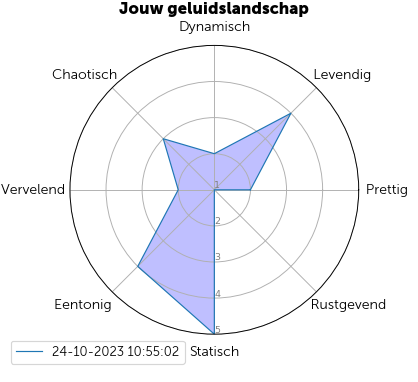 Jouw geluidslandschap
Dynamisch
Chaotisch
Levendig
Vervelend
1
Prettig
2
3
Eentonig
4
Rustgevend
5
24-10-2023 10:55:02
Statisch